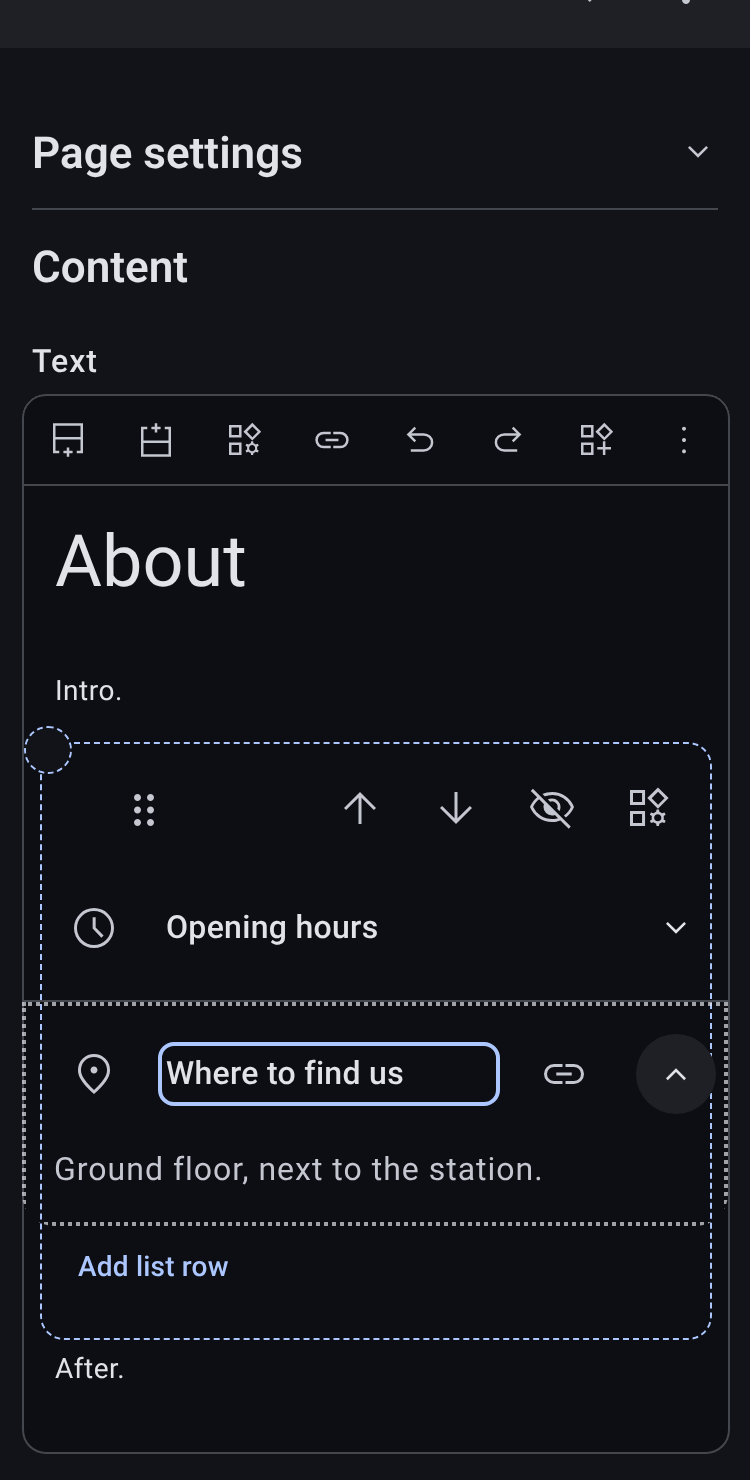 Page settings
Content
Text
About
Intro.
Opening hours
Where to find us
Ground floor, next to the station.
Add list row
After.